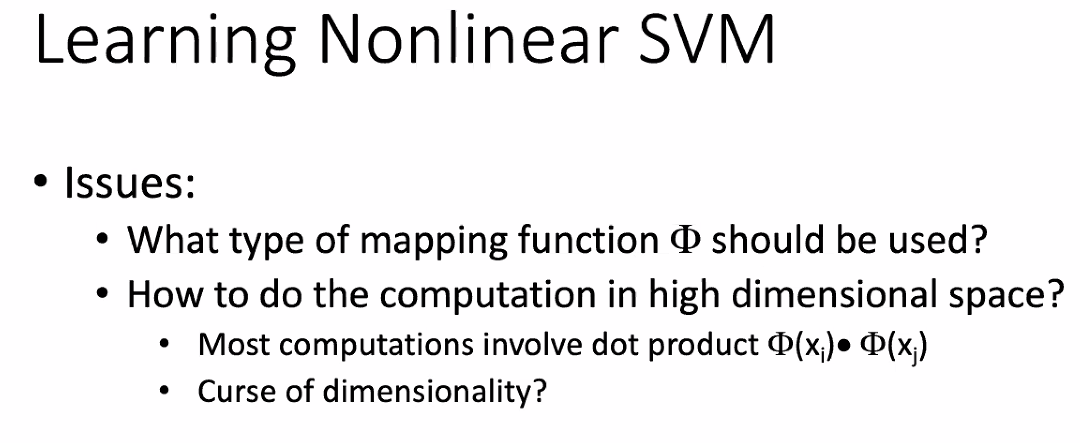 Learning Nonlinear SVM
• Issues:
• What type of mapping function Φ should be used?
• How to do the computation in high dimensional space?
• Most computations involve dot product Φ(xᵢ)• Φ(xⱼ)
• Curse of dimensionality?